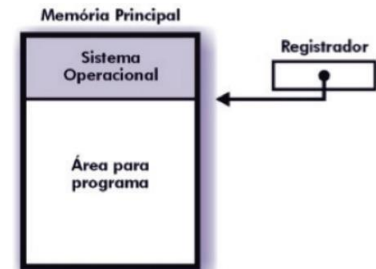 Memória Principal
Sistema
Operacional
Área para
programa
Registrador